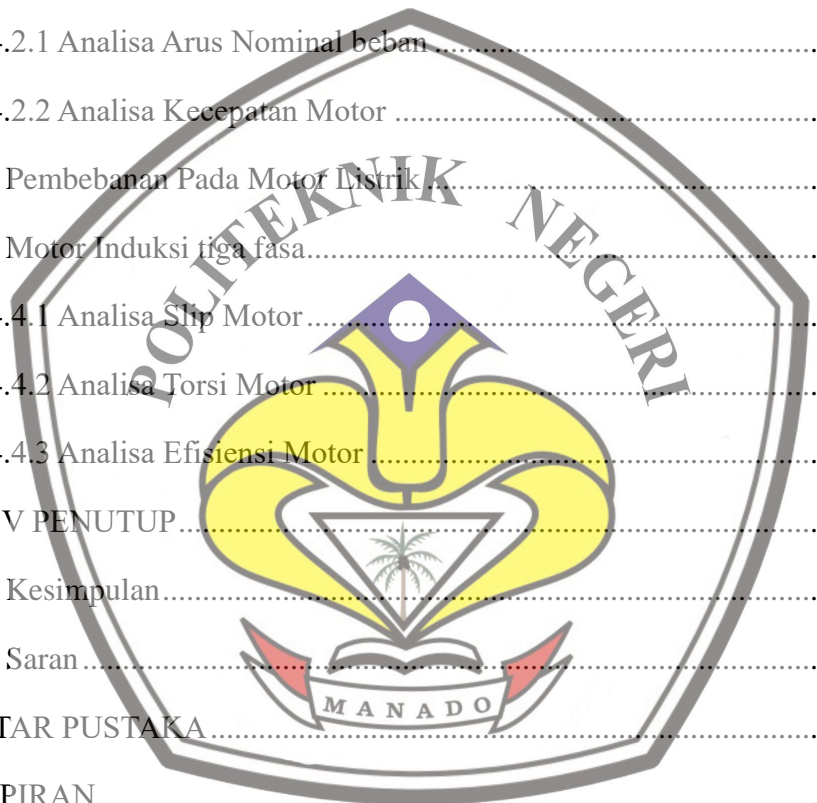 .2.1 Analisa Arus Nominal beban ........................................
.2.2 Analisa Kecepatan Motor ........................................
Pembebanan Pada Motor Listrik ........................................
Motor Induksi tiga fasa ........................................
.4.1 Analisa Slip Motor ........................................
.4.2 Analisa Torsi Motor ........................................
.4.3 Analisa Efisiensi Motor ........................................
V PENUTUP ........................................
Kesimpulan ........................................
Saran ........................................
TAR PUSTAKA ........................................
PIRAN ........................................
POLITEKNIK NEGERI
MANADO